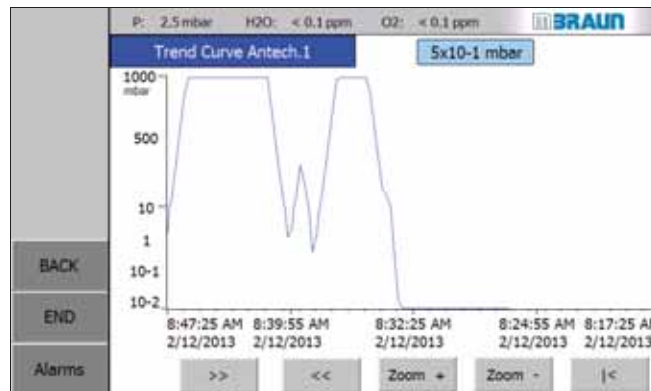 P: 2.5 mbar H2O: < 0.1 ppm O2: < 0.1 ppm BRAUN
Trend Curve Antech.1 5x10-1 mbar
1000
mbar
500
10
1
10-1
10-2
BACK
END
Alarms
8:47:25 AM 8:39:55 AM 8:32:25 AM 8:24:55 AM 8:17:25 A
2/12/2013 2/12/2013 2/12/2013 2/12/2013 2/12/2013
>> << Zoom + Zoom - |<